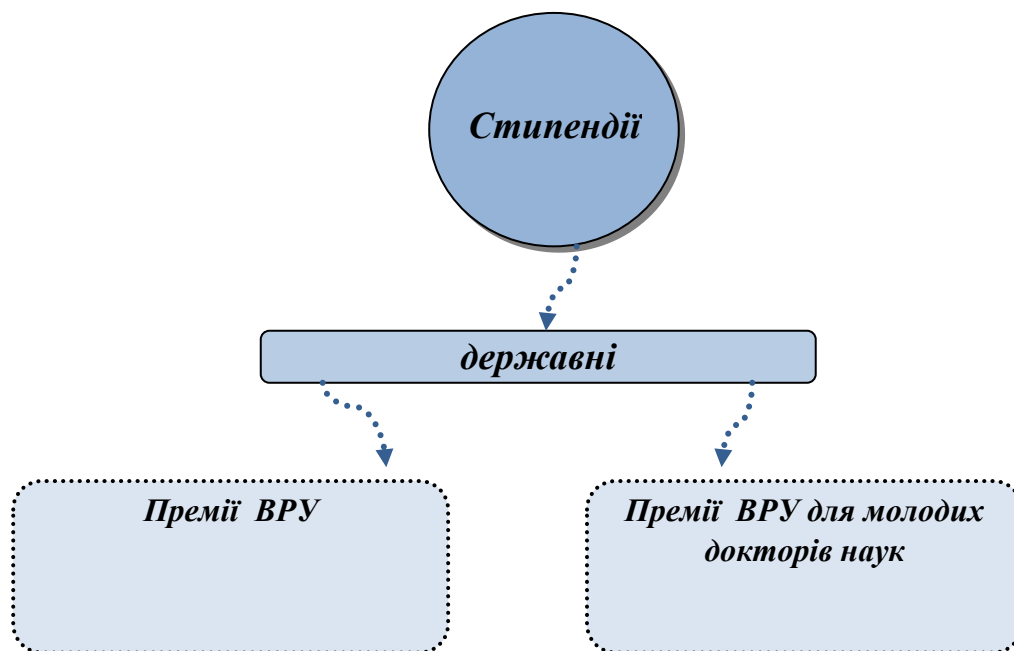 Стипендії
державні
Премії ВРУ
Премії ВРУ для молодих
докторів наук